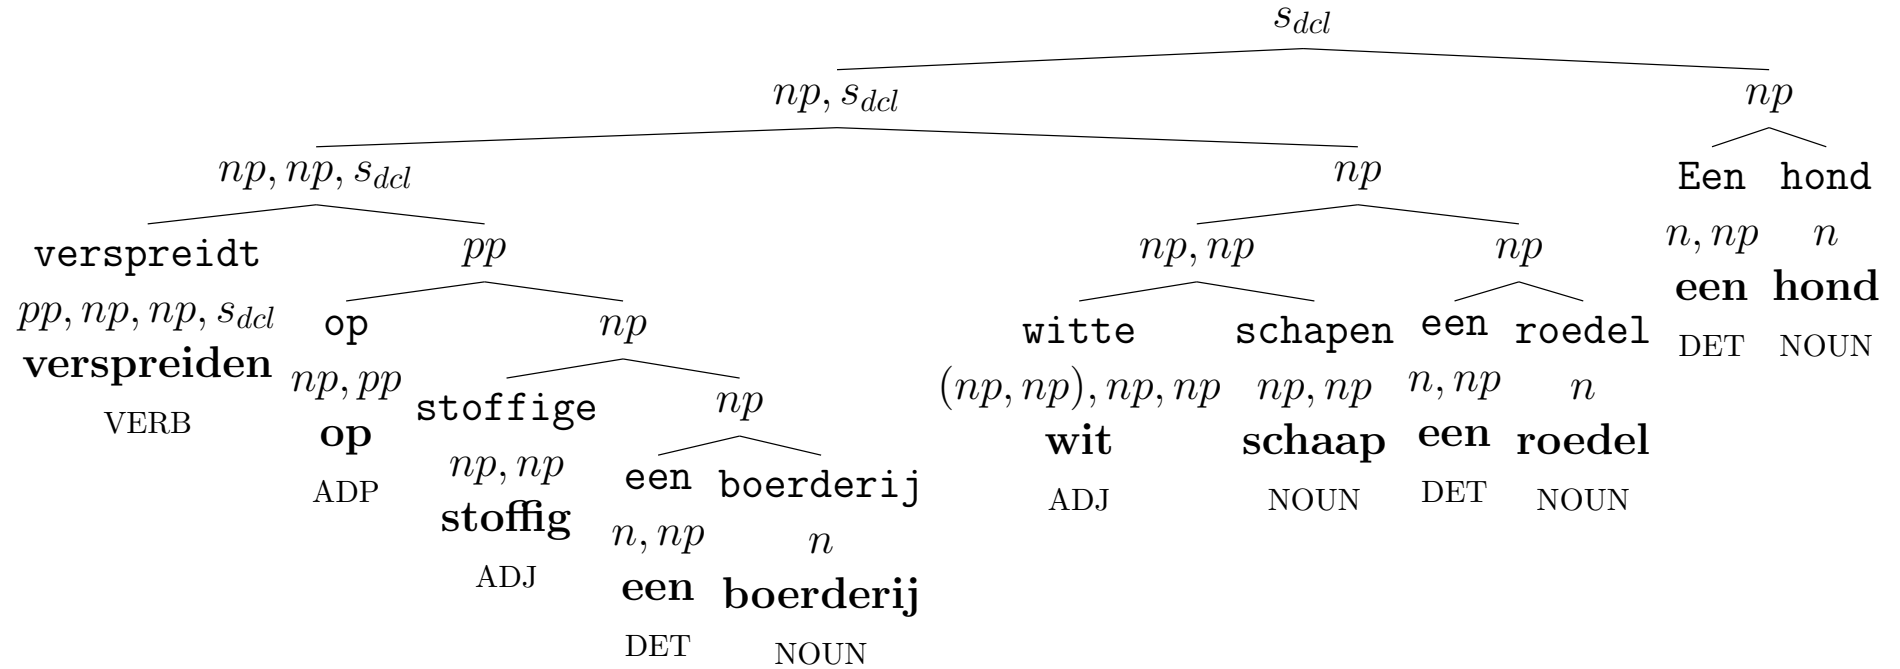 s_dcl
np, s_dcl np
np, np, s_dcl np Een hond
verspreidt pp np, np np n, np n
pp, np, np, s_dcl op np witte schapen een roedel een hond
verspreiden np, pp stoffige np (np, np), np, np np, np n, np n DET NOUN
VERB op np, np een boerderij wit schaap een roedel
ADP stoffig n, np n ADJ NOUN DET NOUN
ADJ een boerderij
DET NOUN